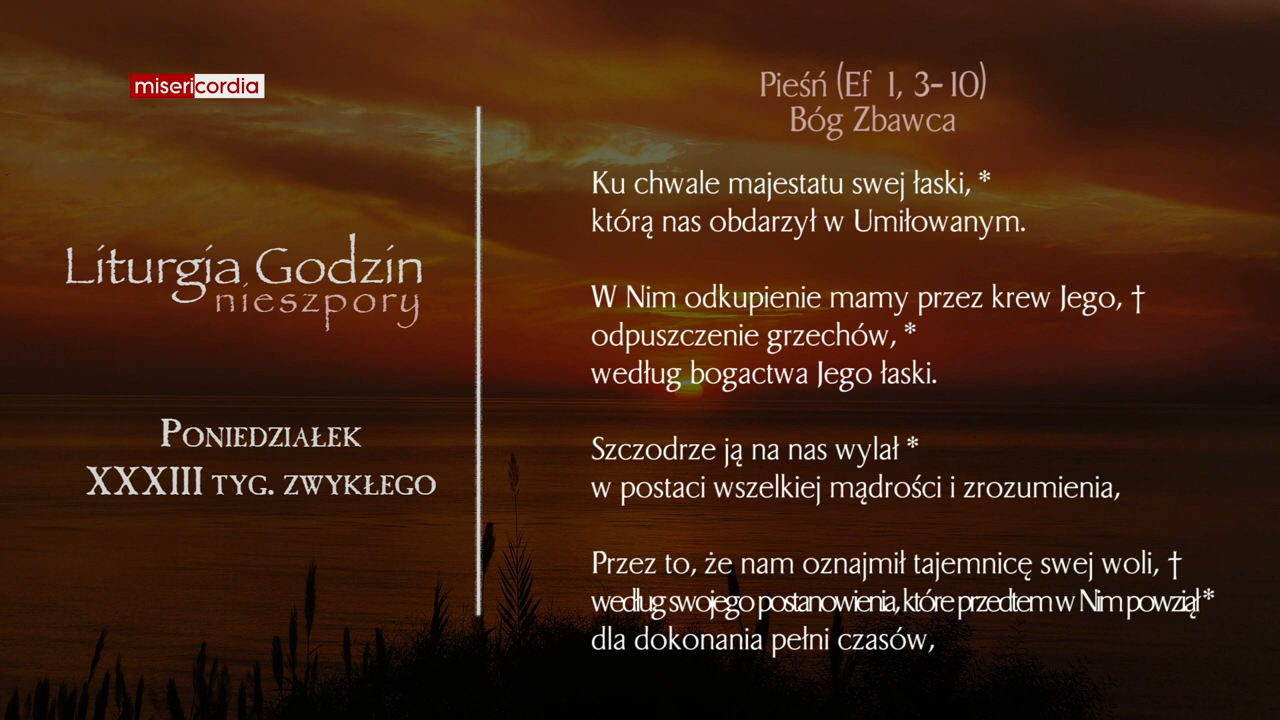 misericordia
Liturgia Godzin
nieszpory
Poniedziałek
XXXIII tyg. zwykłego
Pieśń (Ef 1, 3-10)
Bóg Zbawca
Ku chwale majestatu swej łaski, *
którą nas obdarzył w Umiłowanym.
W Nim odkupienie mamy przez krew Jego, †
odpuszczenie grzechów, *
według bogactwa Jego łaski.
Szczodrze ją na nas wylał *
w postaci wszelkiej mądrości i zrozumienia,
Przez to, że nam oznajmił tajemnicę swej woli, †
według swojego postanowienia, które przedtem w Nim powziął *
dla dokonania pełni czasów,